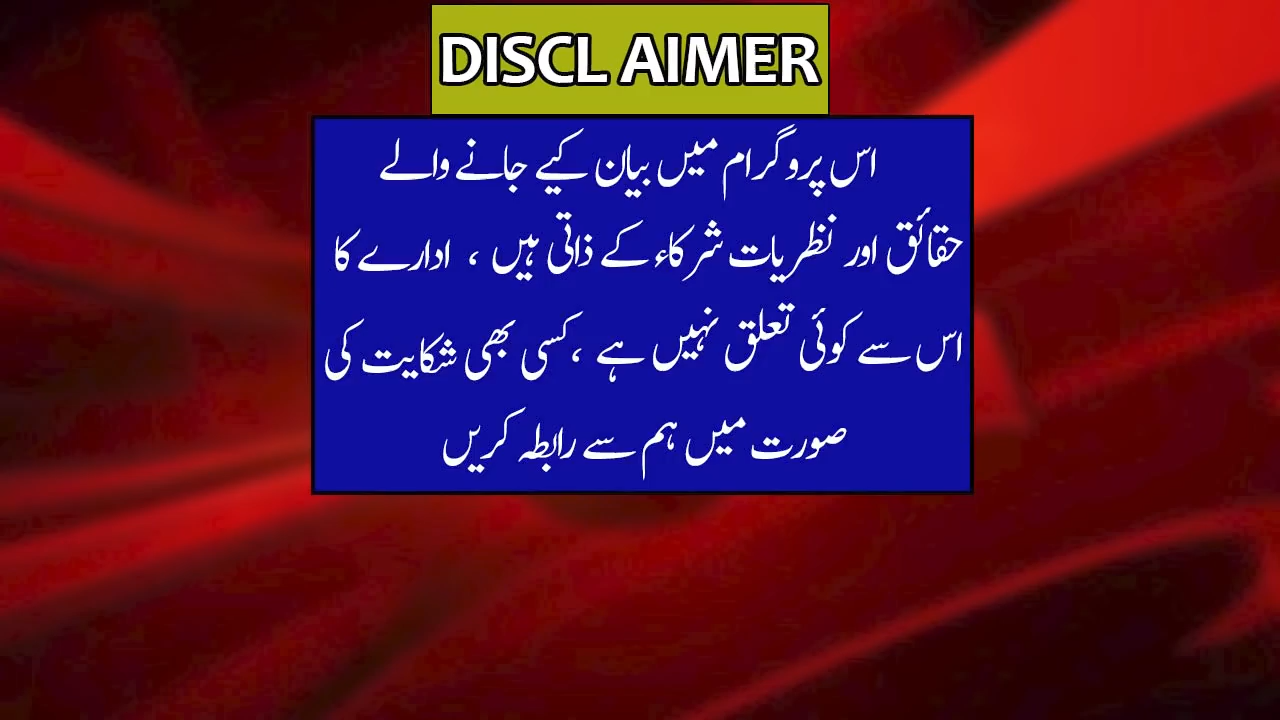 DISCL AIMER
اس پروگرام میں بیان کیے جانے والے
حقائق اور نظریات شرکاء کے ذاتی ہیں ، ادارے کا
اس سے کوئی تعلق نہیں ہے ،کسی بھی شکایت کی
صورت میں ہم سے رابطہ کریں